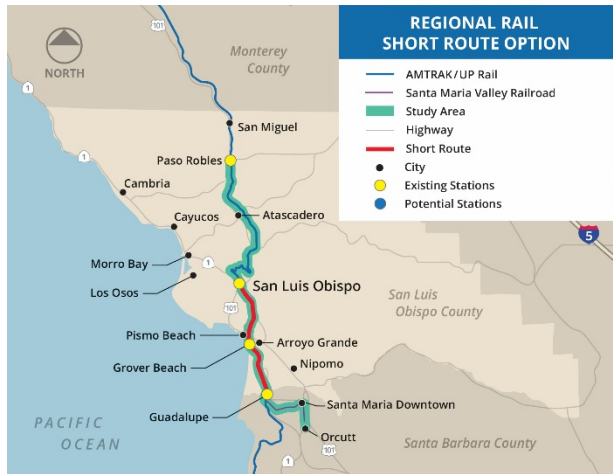 REGIONAL RAIL
SHORT ROUTE OPTION
AMTRAK/UP Rail
Santa Maria Valley Railroad
Study Area
Highway
Short Route
City
Existing Stations
Potential Stations
101
NORTH
Monterey
County
1
San Miguel
Paso Robles
Cambria
Cayucos
Atascadero
5
Morro Bay
1
Los Osos
San Luis Obispo
101
San Luis
Obispo County
Pismo Beach
Arroyo Grande
Grover Beach
Nipomo
Guadalupe
Santa Maria Downtown
PACIFIC
OCEAN
Orcutt
Santa Barbara County
101
1